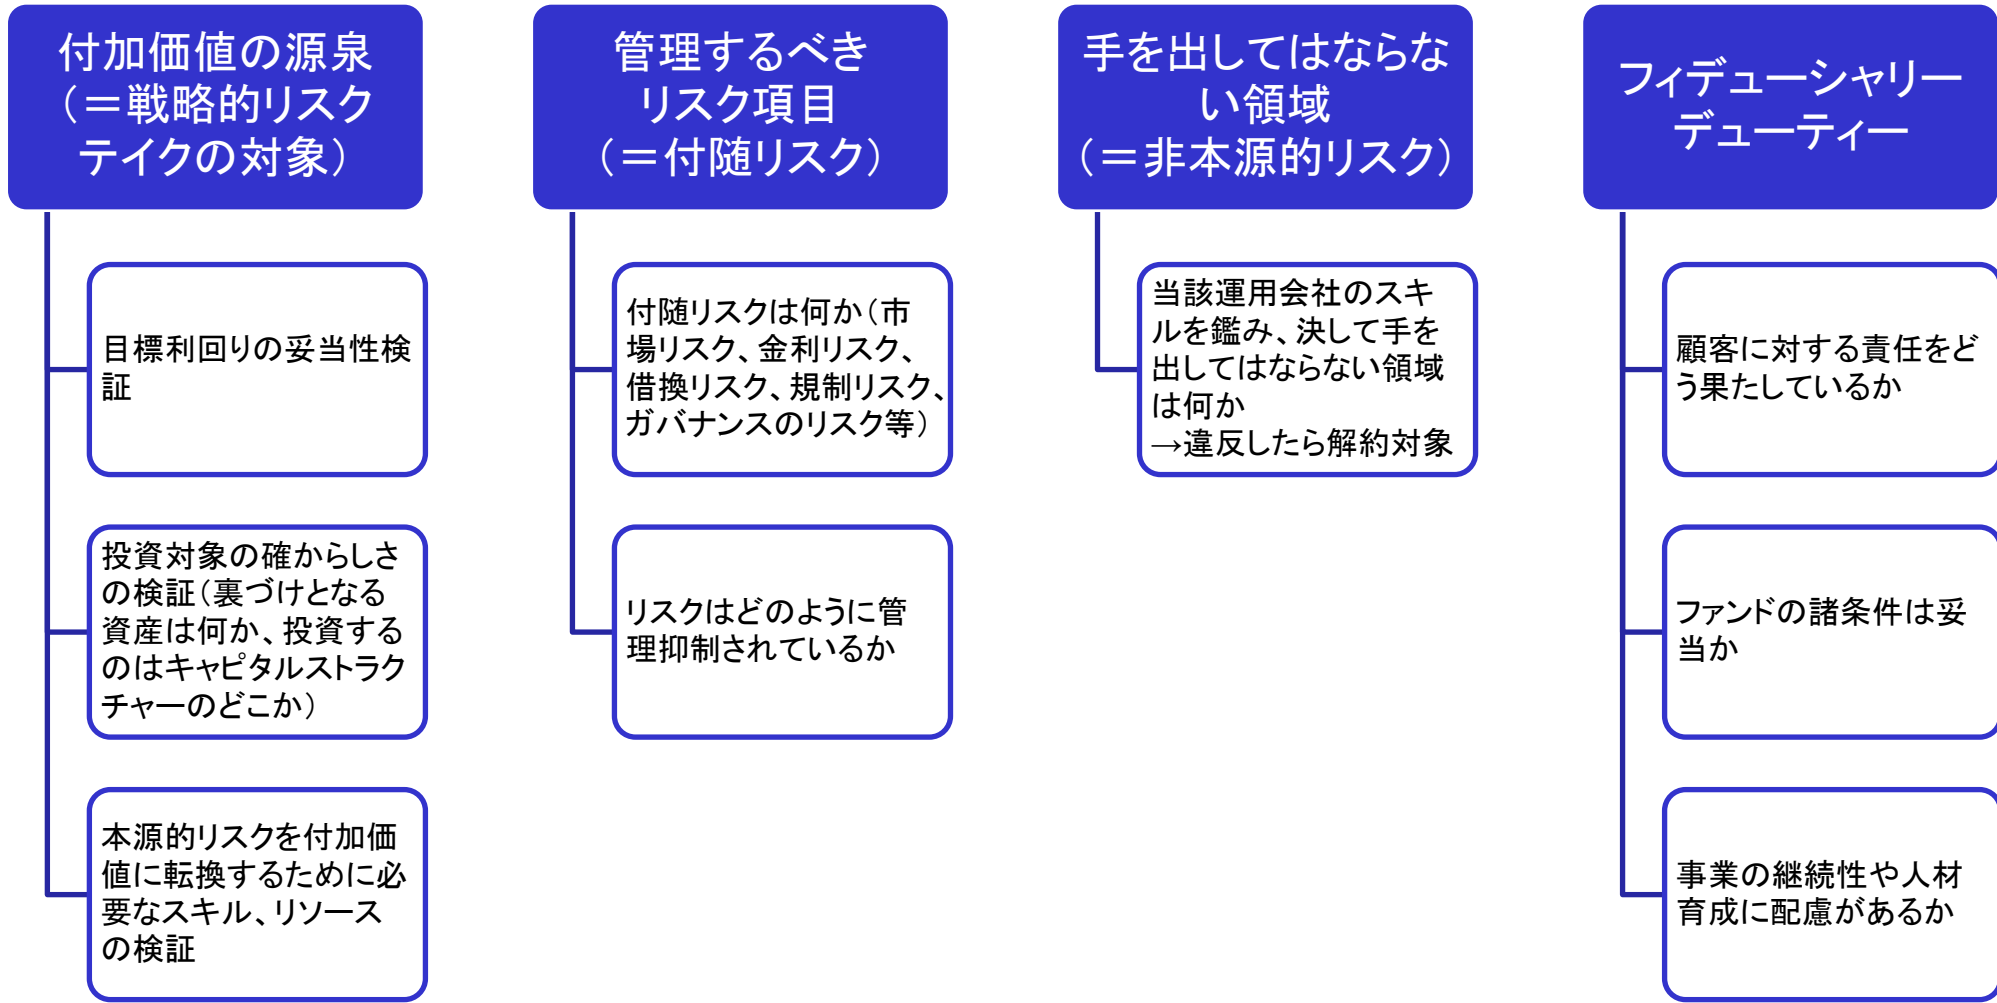 付加価値の源泉
（＝戦略的リスク
テイクの対象）
目標利回りの妥当性検
証
投資対象の確からしさ
の検証（裏づけとなる
資産は何か、投資する
のはキャピタルストラク
チャーのどこか）
本源的リスクを付加価
値に転換するために必
要なスキル、リソース
の検証
管理するべき
リスク項目
（＝付随リスク）
付随リスクは何か（市
場リスク、金利リスク、
借換リスク、規制リスク、
ガバナンスのリスク等）
リスクはどのように管
理抑制されているか
手を出してはならな
い領域
（＝非本源的リスク）
当該運用会社のスキ
ルを鑑み、決して手を
出してはならない領域
は何か
→違反したら解約対象
フィデューシャリー
デューティー
顧客に対する責任をど
う果たしているか
ファンドの諸条件は妥
当か
事業の継続性や人材
育成に配慮があるか